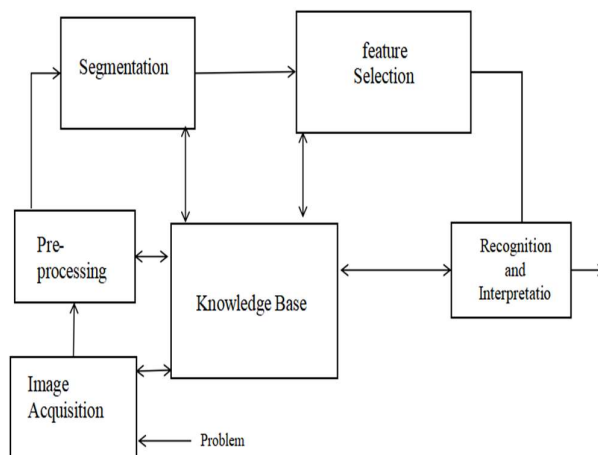 Segmentation
feature
Selection
Pre-
processing
Knowledge Base
Recognition
and
Interpretatio
Image
Acquisition
Problem